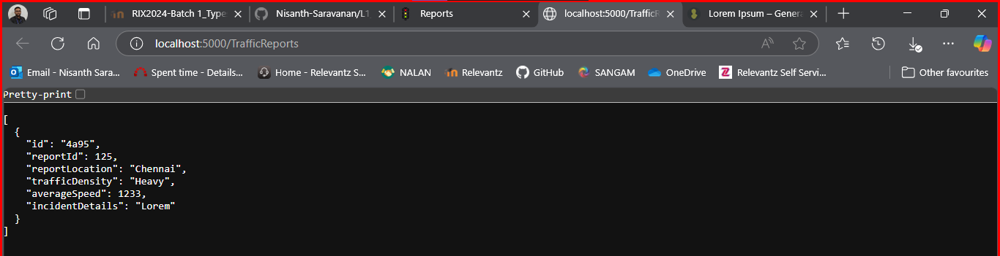 RIX2024-Batch 1_Type
Nisanth-Saravanan/L1_
Reports
localhost:5000/TrafficR
Lorem Ipsum – Genera
localhost:5000/TrafficReports
Email - Nisanth Sara...
Spent time - Details...
Home - Relevantz S...
NALAN
Relevantz
GitHub
SANGAM
OneDrive
Relevantz Self Servi...
Other favourites
Pretty-print
[
{
"id": "4a95",
"reportId": 125,
"reportLocation": "Chennai",
"trafficDensity": "Heavy",
"averageSpeed": 1233,
"incidentDetails": "Lorem"
}
]